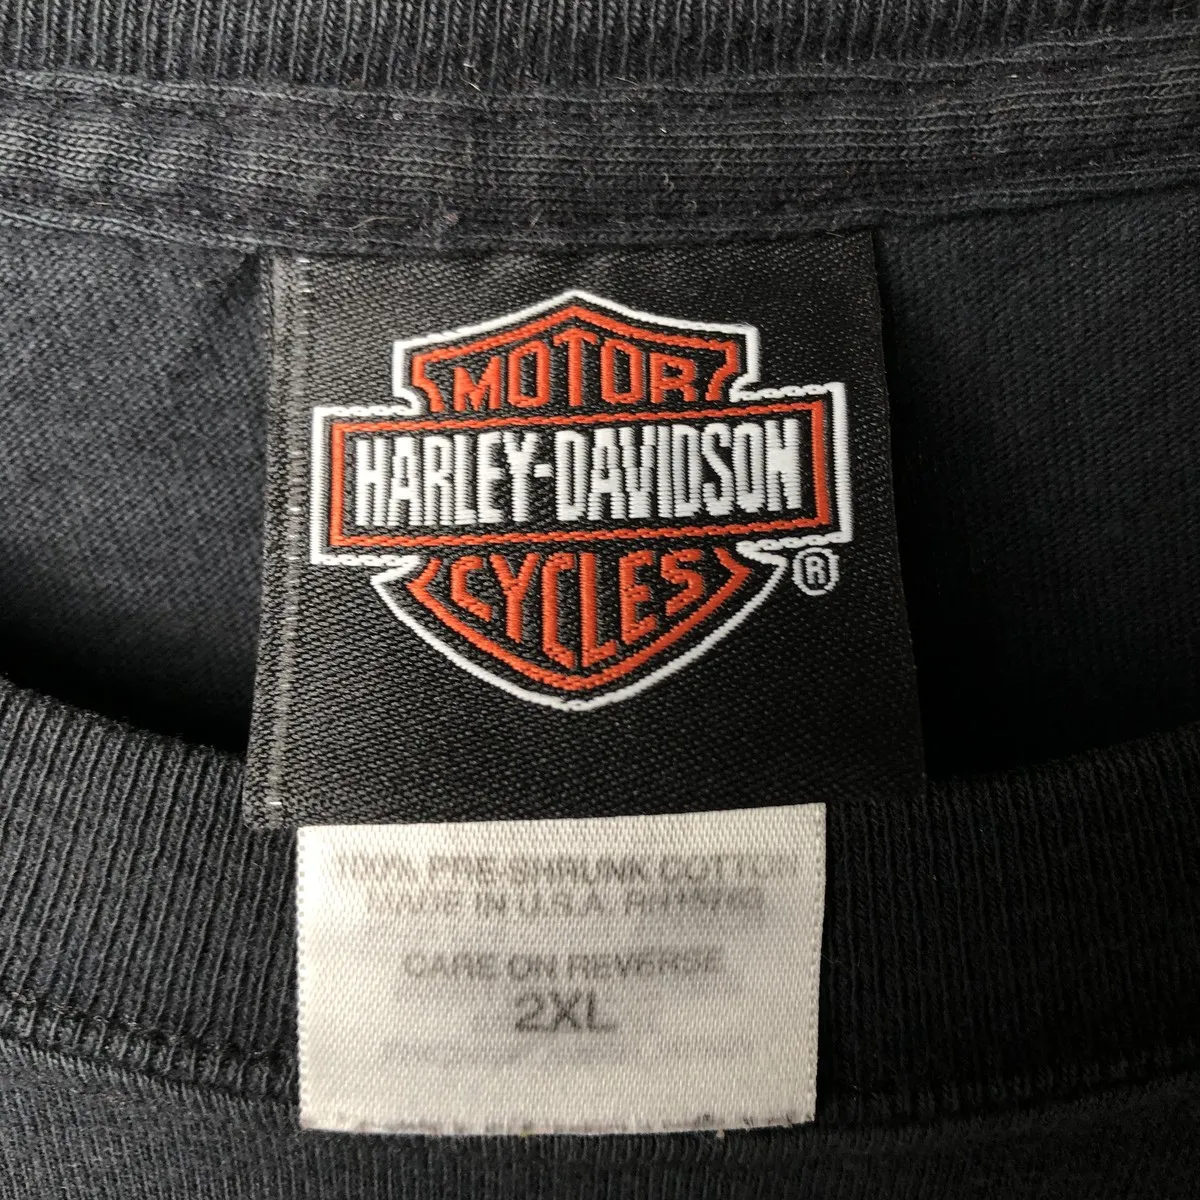 MOTOR
HARLEY-DAVIDSON
CYCLES
®
100% PRE-SHRUNK COTTON
MADE IN U.S.A.
CARE ON REVERSE
2XL